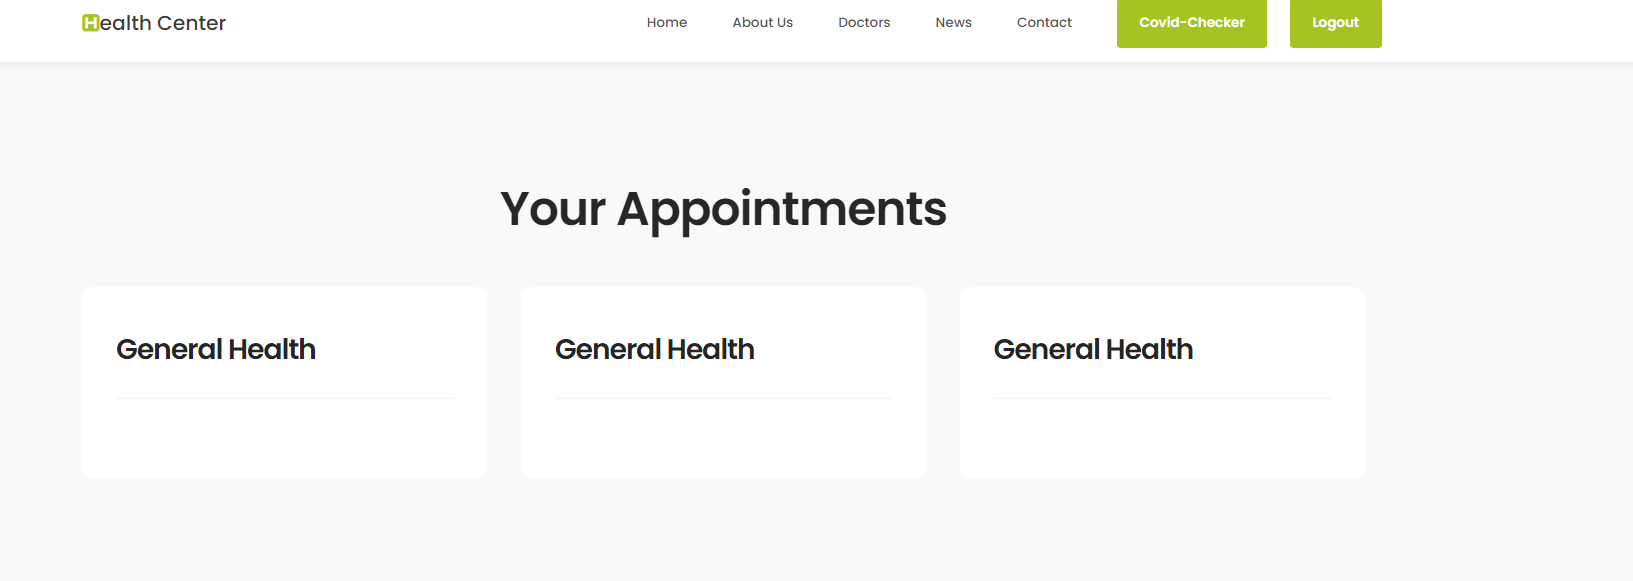 Health Center
Home About Us Doctors News Contact Covid-Checker Logout
Your Appointments
General Health General Health General Health